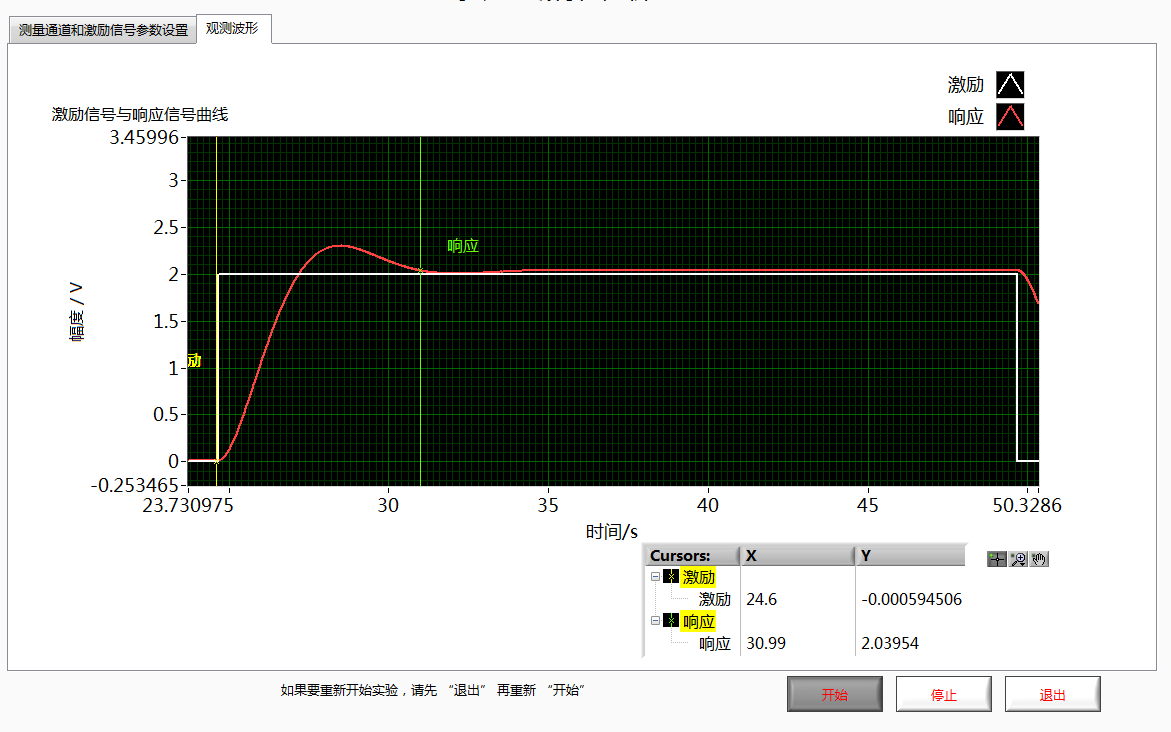 测量通道和激励信号参数设置
观测波形
激励
响应
激励信号与响应信号曲线
3.45996
3
2.5
2
1.5
1
0.5
0
-0.253465
幅度 / V
响应
励
23.730975
30
35
40
45
50.3286
时间/s
Cursors: X Y
激励
激励 24.6 -0.000594506
响应
响应 30.99 2.03954
如果要重新开始实验，请先 “退出” 再重新 “开始”
开始
停止
退出